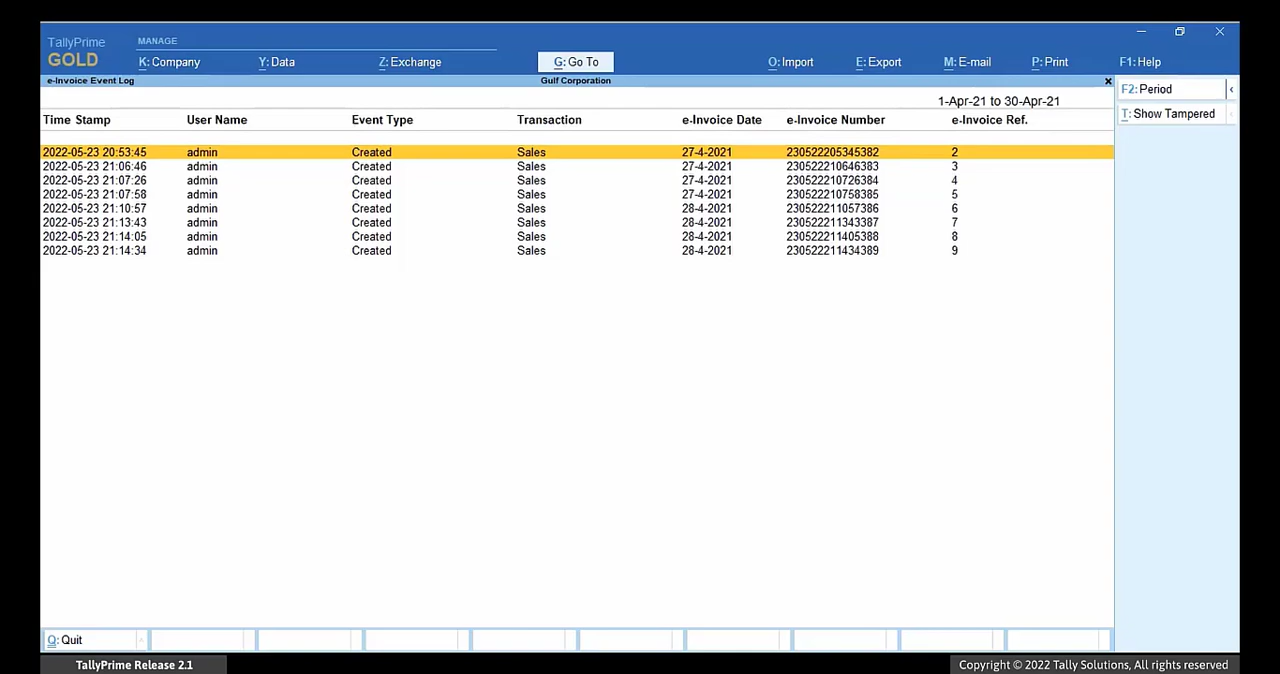 TallyPrime
GOLD
MANAGE
K: Company Y: Data Z: Exchange G: Go To O: Import E: Export M: E-mail P: Print F1: Help
e-Invoice Event Log Gulf Corporation
F2: Period
T: Show Tampered
1-Apr-21 to 30-Apr-21
Time Stamp User Name Event Type Transaction e-Invoice Date e-Invoice Number e-Invoice Ref.
2022-05-23 20:53:45 admin Created Sales 27-4-2021 230522205345382 2
2022-05-23 21:06:46 admin Created Sales 27-4-2021 230522210646383 3
2022-05-23 21:07:26 admin Created Sales 27-4-2021 230522210726384 4
2022-05-23 21:07:58 admin Created Sales 27-4-2021 230522210758385 5
2022-05-23 21:10:57 admin Created Sales 28-4-2021 230522211057386 6
2022-05-23 21:13:43 admin Created Sales 28-4-2021 230522211343387 7
2022-05-23 21:14:05 admin Created Sales 28-4-2021 230522211405388 8
2022-05-23 21:14:34 admin Created Sales 28-4-2021 230522211434389 9
Q: Quit
TallyPrime Release 2.1
Copyright © 2022 Tally Solutions, All rights reserved